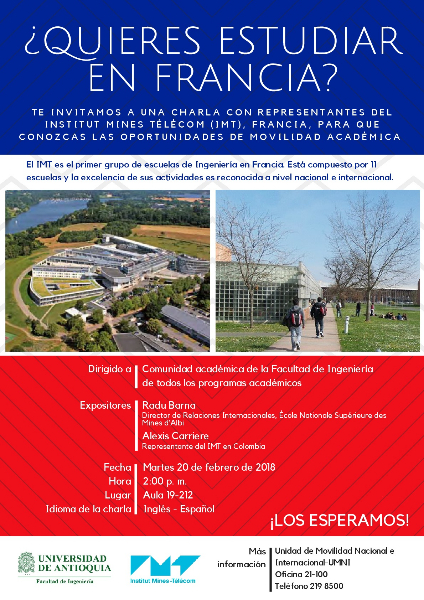 ¿QUIERES ESTUDIAR
EN FRANCIA?
TE INVITAMOS A UNA CHARLA CON REPRESENTANTES DEL
INSTITUT MINES TÉLÉCOM (IMT), FRANCIA, PARA QUE
CONOZCAS LAS OPORTUNIDADES DE MOVILIDAD ACADÉMICA
El IMT es el primer grupo de escuelas de Ingeniería en Francia. Está compuesto por 11
escuelas y la excelencia de sus actividades es reconocida a nivel nacional e internacional.
Dirigido a Comunidad académica de la Facultad de Ingeniería
de todos los programas académicos
Expositores Radu Barna
Director de Relaciones Internacionales, École Nationale Supérieure des
Mines d'Albi
Alexis Carriere
Representante del IMT en Colombia
Fecha Martes 20 de febrero de 2018
Hora 2:00 p. m.
Lugar Aula 19-212
Idioma de la charla Inglés - Español
¡LOS ESPERAMOS!
UNIVERSIDAD
DE ANTIOQUIA
Facultad de Ingeniería
IMT
Institut Mines-Télécom
Más
información
Unidad de Movilidad Nacional e
Internacional-UMNI
Oficina 21-100
Teléfono 219 8500